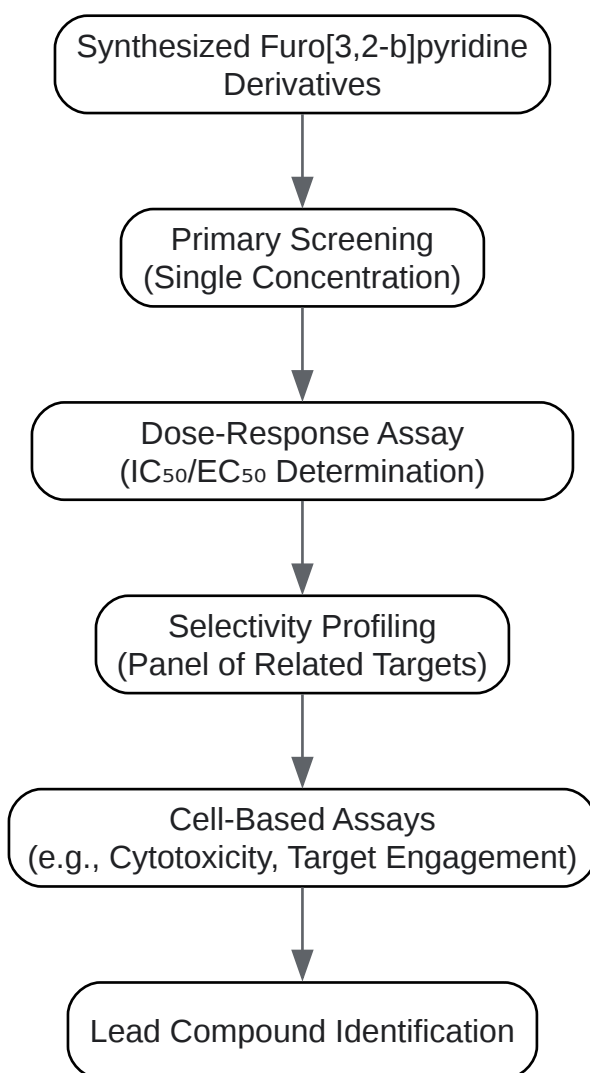 Synthesized Furo[3,2-b]pyridine
Derivatives
Primary Screening
(Single Concentration)
Dose-Response Assay
(IC₅₀/EC₅₀ Determination)
Selectivity Profiling
(Panel of Related Targets)
Cell-Based Assays
(e.g., Cytotoxicity, Target Engagement)
Lead Compound Identification